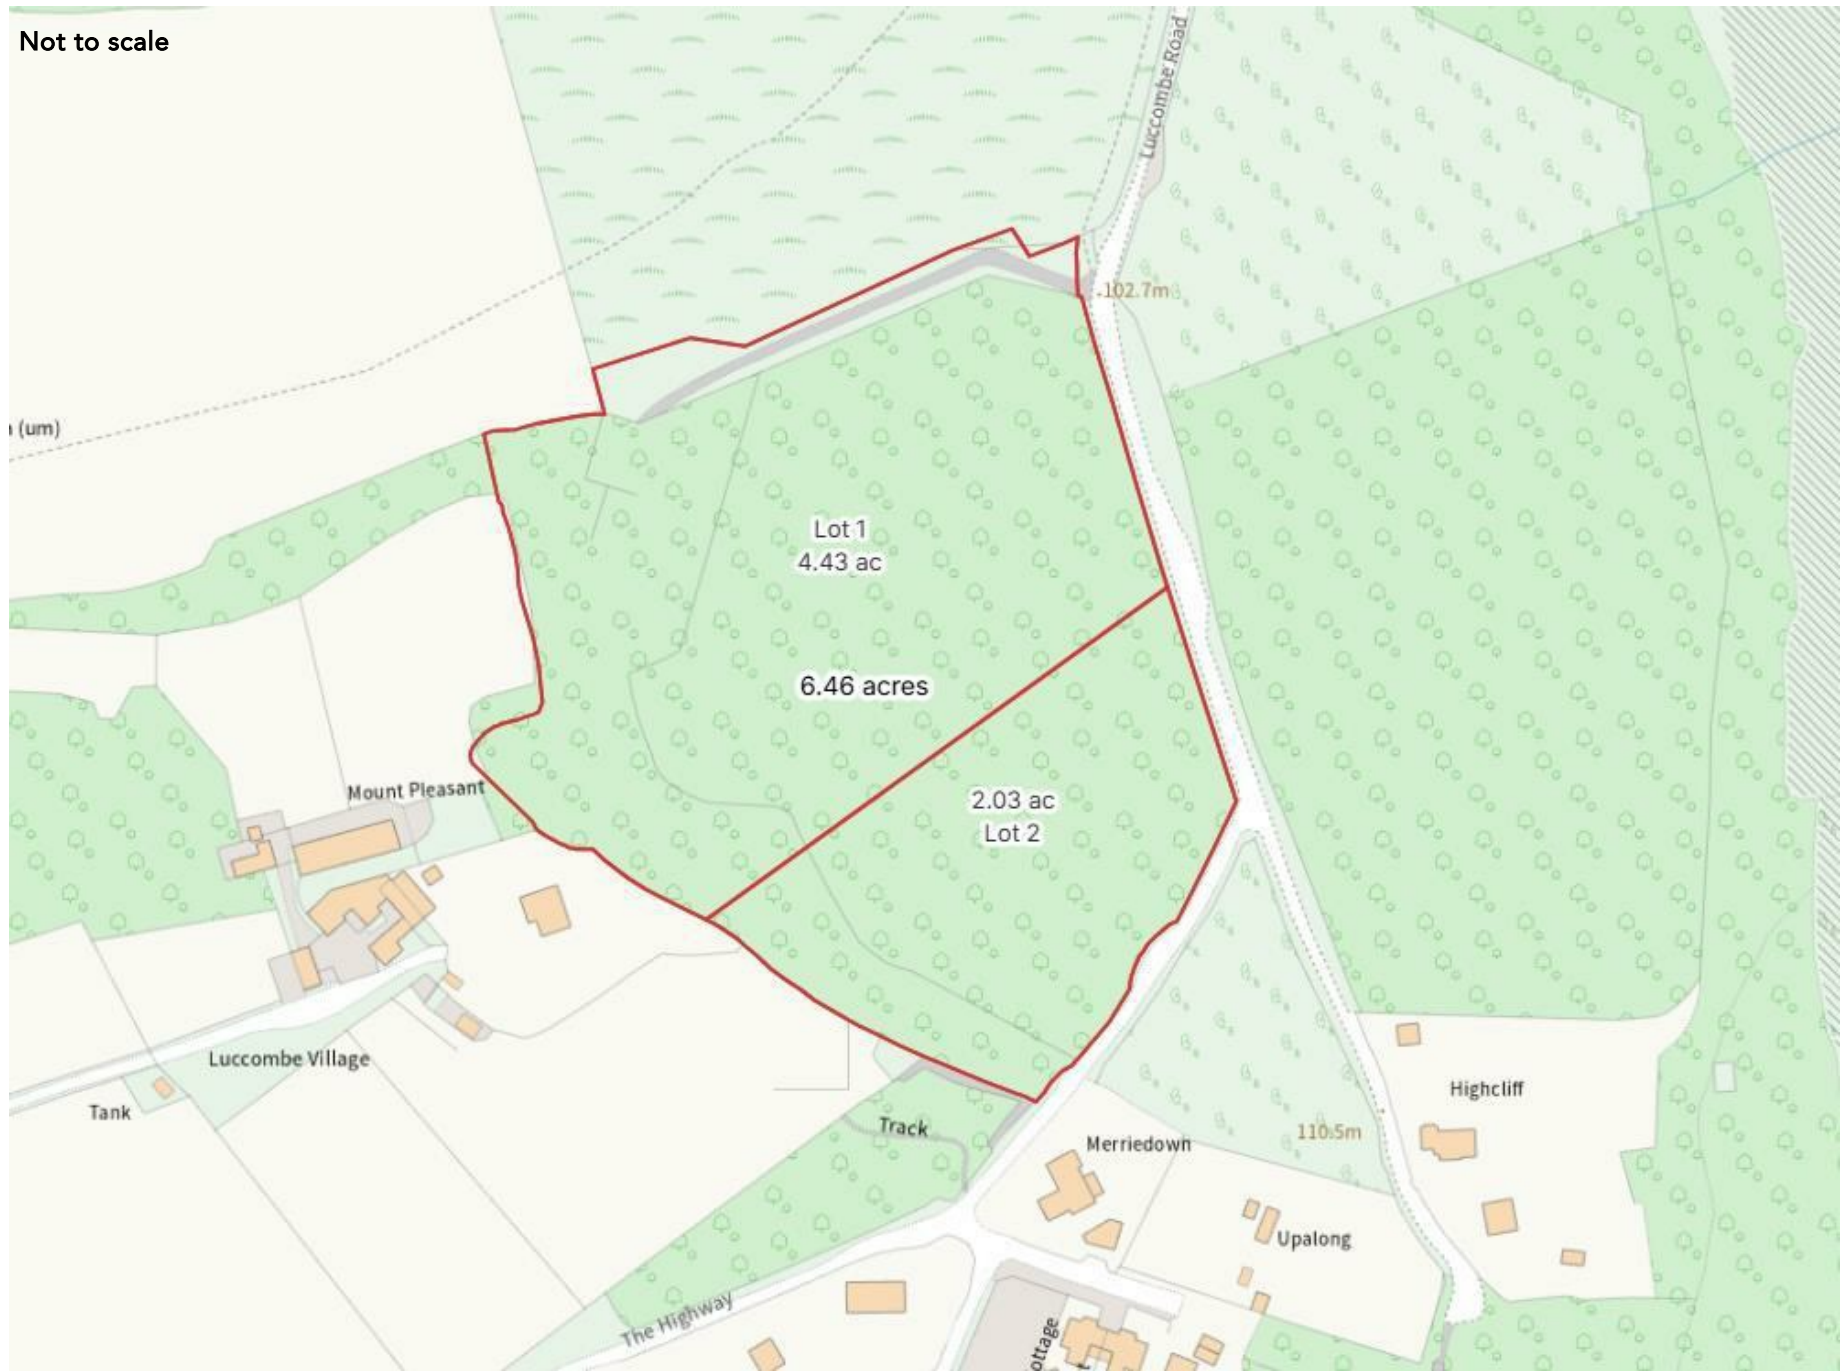 Not to scale
Luccombe Road
102.7m
(um)
Lot 1
4.43 ac
6.46 acres
Mount Pleasant
2.03 ac
Lot 2
Luccombe Village
Tank
Track
Highcliff
Merriedown
110.5m
Upalong
The Highway